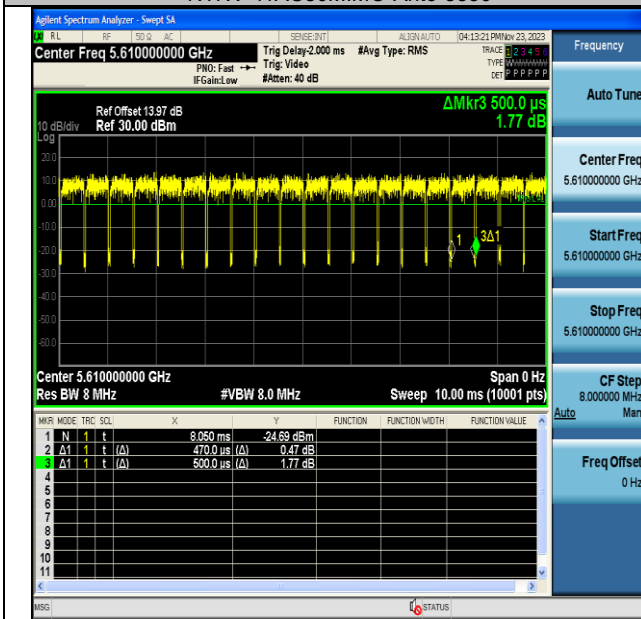 Agilent Spectrum Analyzer - Swept SA
RL RF 50 Ω AC SENSE:INT ALIGN AUTO 04:13:21 PM Nov 23, 2023
Center Freq 5.610000000 GHz
PNO: Fast
IFGain:Low
Trig Delay-2.000 ms
Trig: Video
#Atten: 40 dB
#Avg Type: RMS
TRACE 1 2 3 4 5 6
TYPE WWWWWW
DET P P P P P P
ΔMkr3 500.0 µs
1.77 dB
Ref Offset 13.97 dB
10 dB/div Ref 30.00 dBm
Log
20.0
10.0
0.00
-10.0
-20.0
-30.0
-40.0
-50.0
-60.0
1 3Δ1
Center 5.610000000 GHz Span 0 Hz
Res BW 8 MHz #VBW 8.0 MHz Sweep 10.00 ms (10001 pts)
MKR MODE TRC SCL X Y FUNCTION FUNCTION WIDTH FUNCTION VALUE
1 N 1 t 8.050 ms -24.69 dBm
2 Δ1 1 t (Δ) 470.0 µs (Δ) 0.47 dB
3 Δ1 1 t (Δ) 500.0 µs (Δ) 1.77 dB
4
5
6
7
8
9
10
11
MSG STATUS
Frequency
Auto Tune
Center Freq
5.610000000 GHz
Start Freq
5.610000000 GHz
Stop Freq
5.610000000 GHz
CF Step
8.000000 MHz
Auto Man
Freq Offset
0 Hz